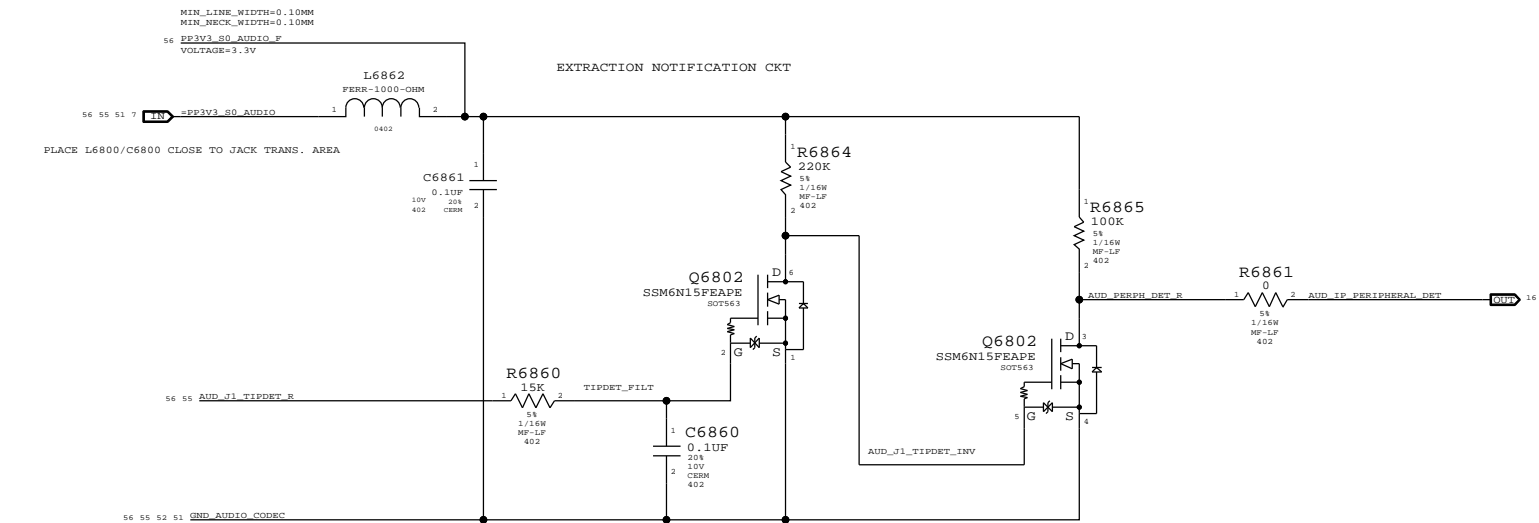 MIN_LINE_WIDTH=0.10MM
MIN_NECK_WIDTH=0.10MM
56 PP3V3_S0_AUDIO_F
VOLTAGE=3.3V
EXTRACTION NOTIFICATION CKT
L6862
FERR-1000-OHM
1 2
0402
56 55 51 7 IN =PP3V3_S0_AUDIO
PLACE L6800/C6800 CLOSE TO JACK TRANS. AREA
1
C6861
0.1UF
10V 20%
402 CERM
2
1
R6864
220K
5%
1/16W
MF-LF
402
2
1
R6865
100K
5%
1/16W
MF-LF
402
2
Q6802
SSM6N15FEAPE
SOT563
D 6
2 G S 1
AUD_PERPH_DET_R
R6861
0
1 2
5%
1/16W
MF-LF
402
AUD_IP_PERIPHERAL_DET
OUT 16
Q6802
SSM6N15FEAPE
SOT563
D 3
5 G S 4
56 55 AUD_J1_TIPDET_R
R6860
15K
1 2
5%
1/16W
MF-LF
402
TIPDET_FILT
1
C6860
0.1UF
20%
10V
CERM
402
2
AUD_J1_TIPDET_INV
56 55 52 51 GND_AUDIO_CODEC